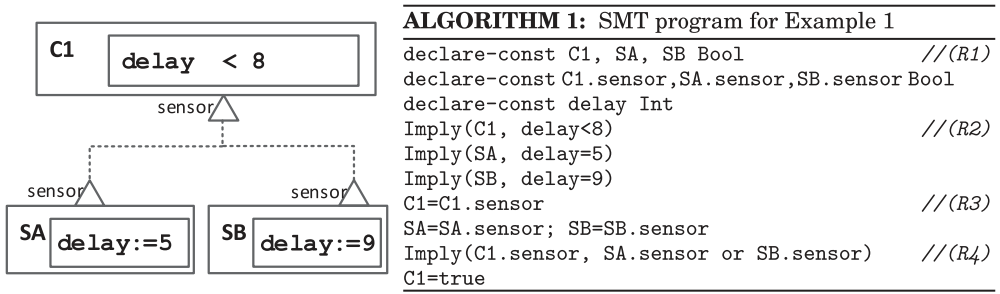 C1
delay < 8
sensor
sensor
sensor
SA
delay:=5
SB
delay:=9
ALGORITHM 1: SMT program for Example 1
declare-const C1, SA, SB Bool //(R1)
declare-const C1.sensor,SA.sensor,SB.sensor Bool
declare-const delay Int
Imply(C1, delay<8) //(R2)
Imply(SA, delay=5)
Imply(SB, delay=9)
C1=C1.sensor //(R3)
SA=SA.sensor; SB=SB.sensor
Imply(C1.sensor, SA.sensor or SB.sensor) //(R4)
C1=true